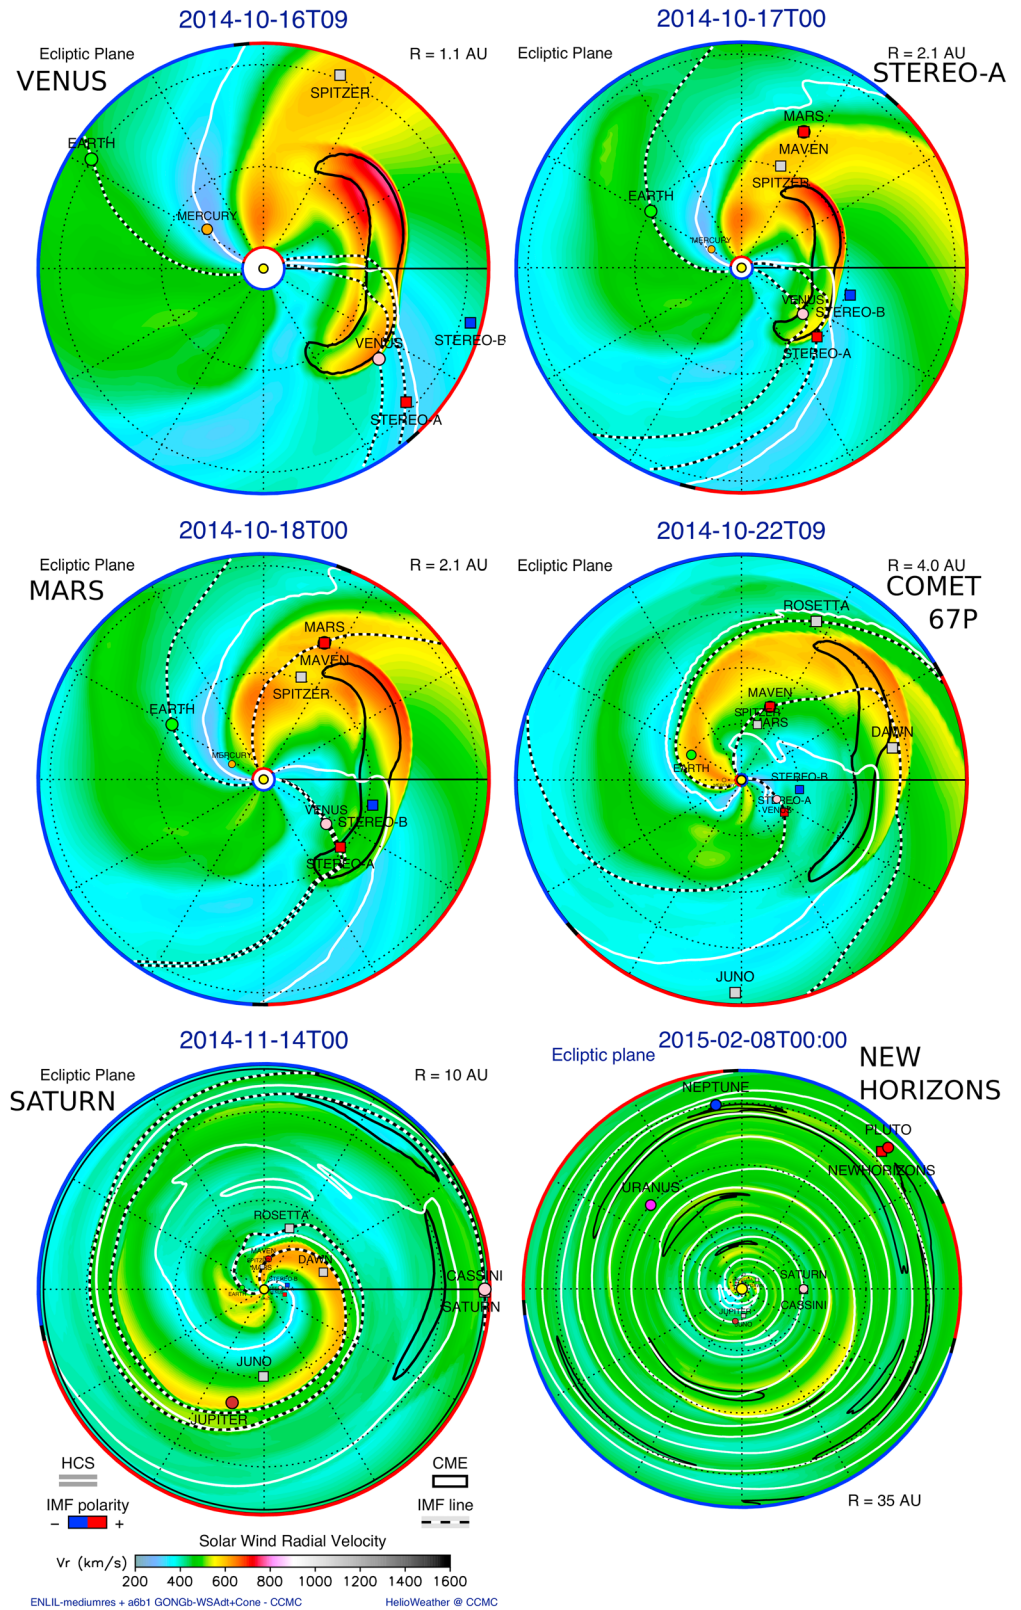 2014-10-16T09
Ecliptic Plane
R = 1.1 AU
VENUS
SPITZER
EARTH
MERCURY
VENUS
STEREO-B
STEREO-A
2014-10-17T00
Ecliptic Plane
R = 2.1 AU
STEREO-A
MARS
MAVEN
SPITZER
EARTH
MERCURY
VENUS
STEREO-B
STEREO-A
2014-10-18T00
Ecliptic Plane
R = 2.1 AU
MARS
MARS
MAVEN
SPITZER
EARTH
MERCURY
VENUS
STEREO-B
STEREO-A
2014-10-22T09
Ecliptic Plane
R = 4.0 AU
COMET
67P
ROSETTA
MAVEN
SPITZER
MARS
DAWN
EARTH
STEREO-B
STEREO-A
VENUS
JUNO
2014-11-14T00
Ecliptic Plane
R = 10 AU
SATURN
ROSETTA
MAVEN
SPITZER
MARS
DAWN
STEREO-B
EARTH
CASSINI
SATURN
JUNO
JUPITER
2015-02-08T00:00
Ecliptic plane
NEW
HORIZONS
NEPTUNE
PLUTO
NEWHORIZONS
URANUS
SATURN
CASSINI
JUPITER
JUNO
R = 35 AU
HCS
CME
IMF polarity
IMF line
− +
Solar Wind Radial Velocity
Vr (km/s)
200 400 600 800 1000 1200 1400 1600
ENLIL-mediumres + a6b1 GONGb-WSAdt+Cone - CCMC
HelioWeather @ CCMC